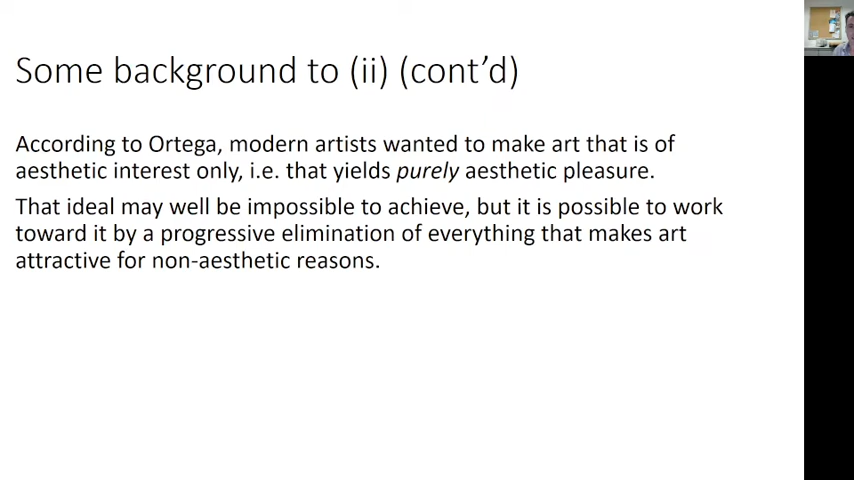 Some background to (ii) (cont’d)
According to Ortega, modern artists wanted to make art that is of
aesthetic interest only, i.e. that yields purely aesthetic pleasure.
That ideal may well be impossible to achieve, but it is possible to work
toward it by a progressive elimination of everything that makes art
attractive for non-aesthetic reasons.